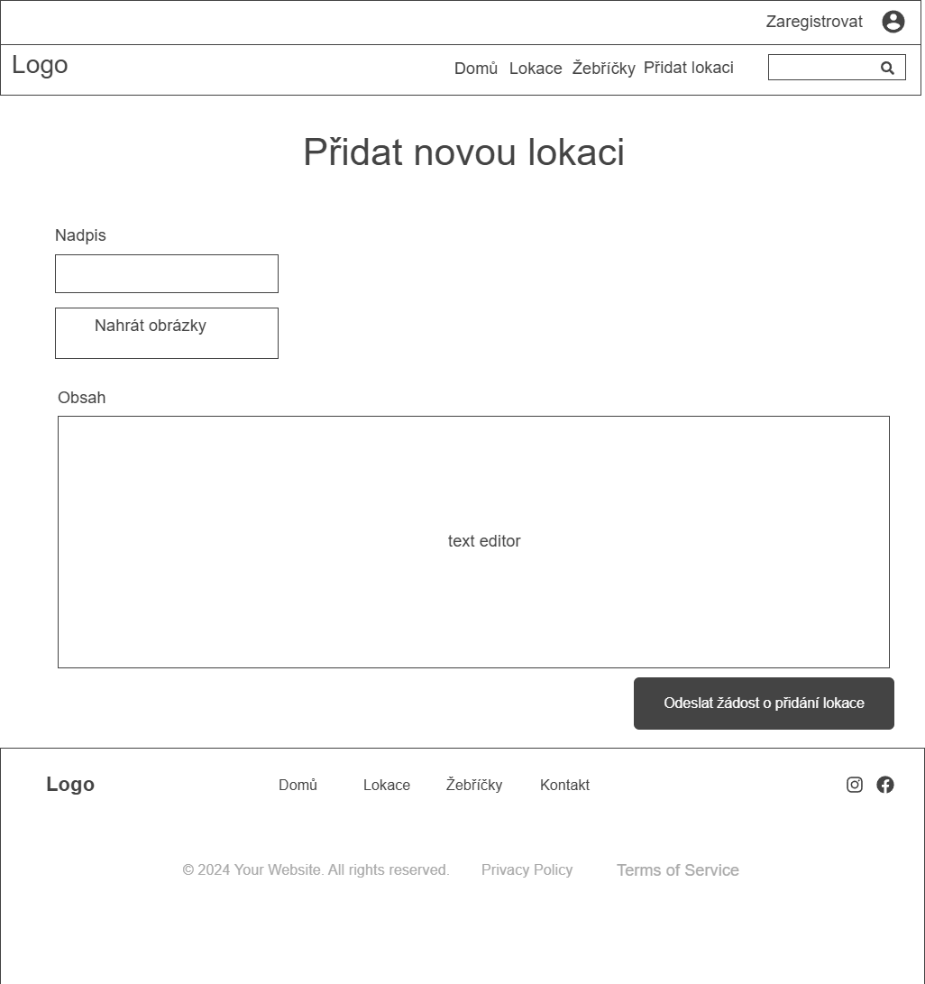 Zaregistrovat
Logo
Domů Lokace Žebříčky Přidat lokaci
Přidat novou lokaci
Nadpis
Nahrát obrázky
Obsah
text editor
Odeslat žádost o přidání lokace
Logo
Domů Lokace Žebříčky Kontakt
© 2024 Your Website. All rights reserved. Privacy Policy Terms of Service